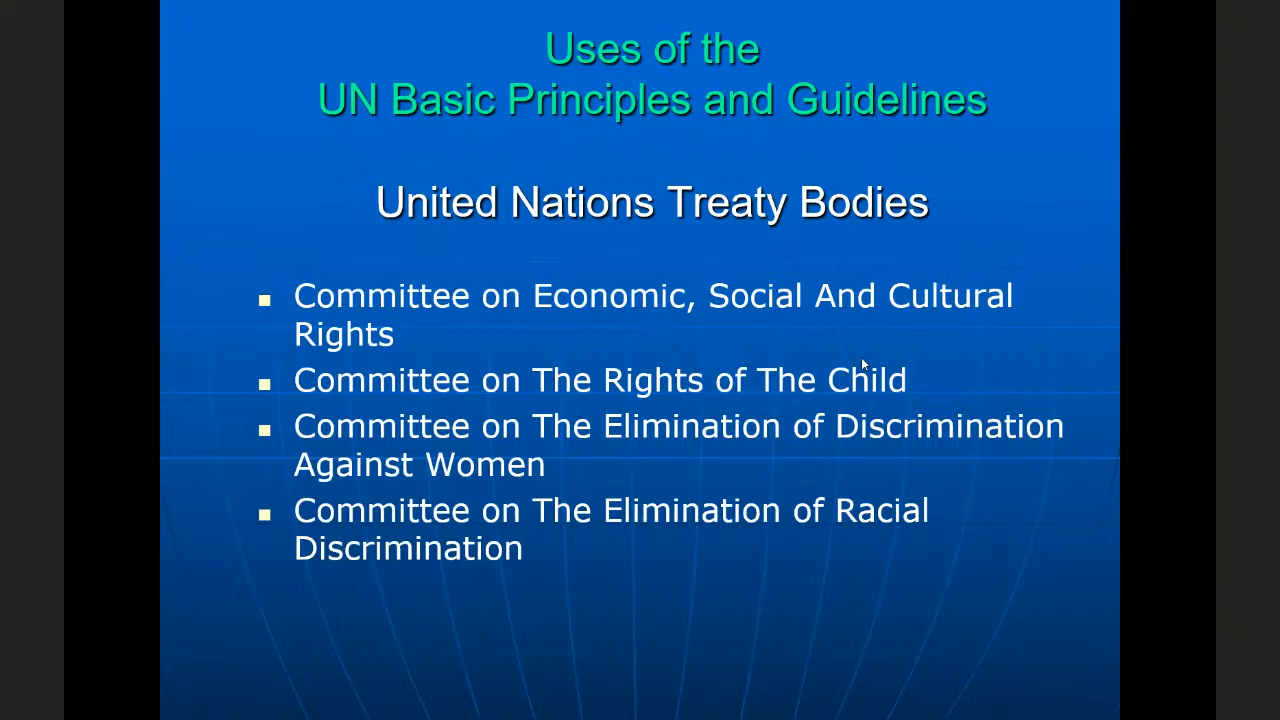 Uses of the
UN Basic Principles and Guidelines
United Nations Treaty Bodies
Committee on Economic, Social And Cultural
Rights
Committee on The Rights of The Child
Committee on The Elimination of Discrimination
Against Women
Committee on The Elimination of Racial
Discrimination